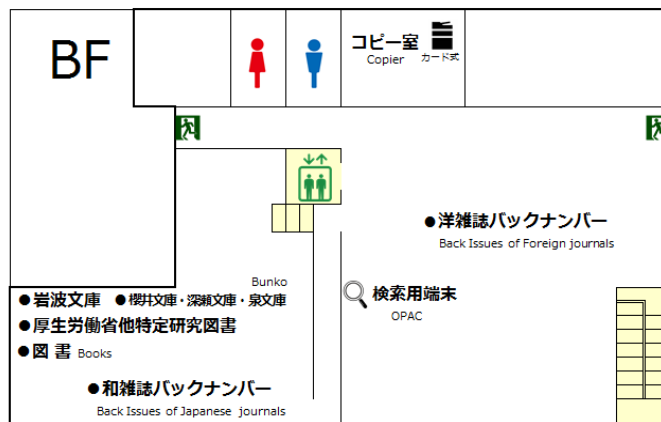 BF
コピー室
Copier
カード式
●洋雑誌バックナンバー
Back Issues of Foreign journals
Bunko
●岩波文庫 ●櫻井文庫・深瀬文庫・泉文庫
●厚生労働省他特定研究図書
●図 書 Books
検索用端末
OPAC
●和雑誌バックナンバー
Back Issues of Japanese journals